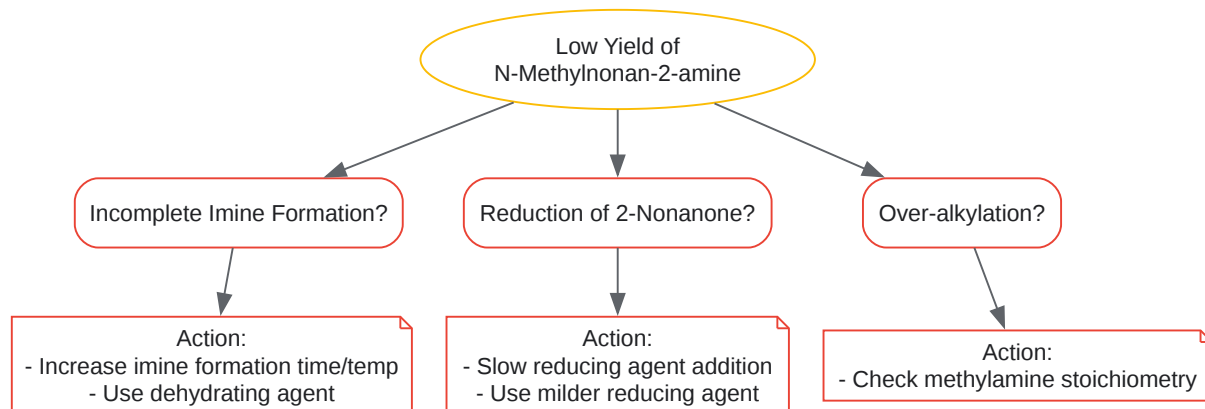 Low Yield of
N-Methylnonan-2-amine
Incomplete Imine Formation?
Reduction of 2-Nonanone?
Over-alkylation?
Action:
- Increase imine formation time/temp
- Use dehydrating agent
Action:
- Slow reducing agent addition
- Use milder reducing agent
Action:
- Check methylamine stoichiometry